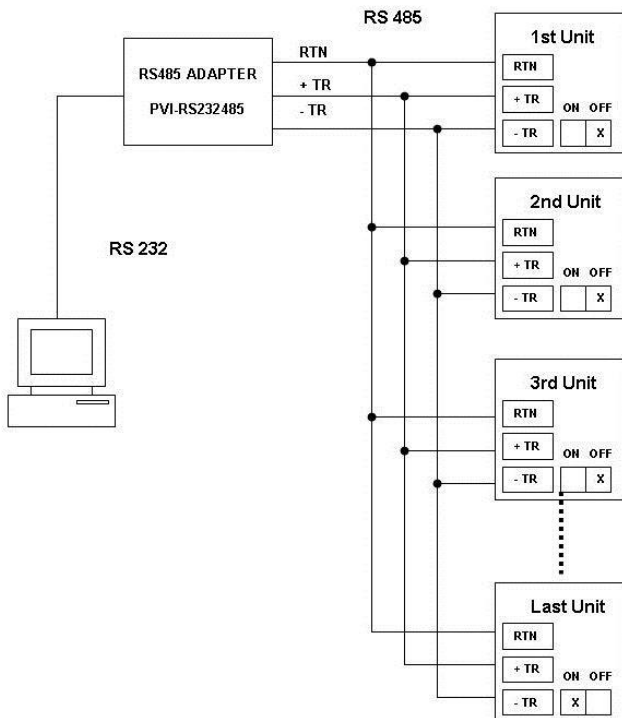 RS 485
RS485 ADAPTER
PVI-RS232485
RTN
+ TR
- TR
RS 232
1st Unit
RTN
+ TR
ON OFF
- TR
X
2nd Unit
RTN
+ TR
ON OFF
- TR
X
3rd Unit
RTN
+ TR
ON OFF
- TR
X
Last Unit
RTN
+ TR
ON OFF
- TR
X